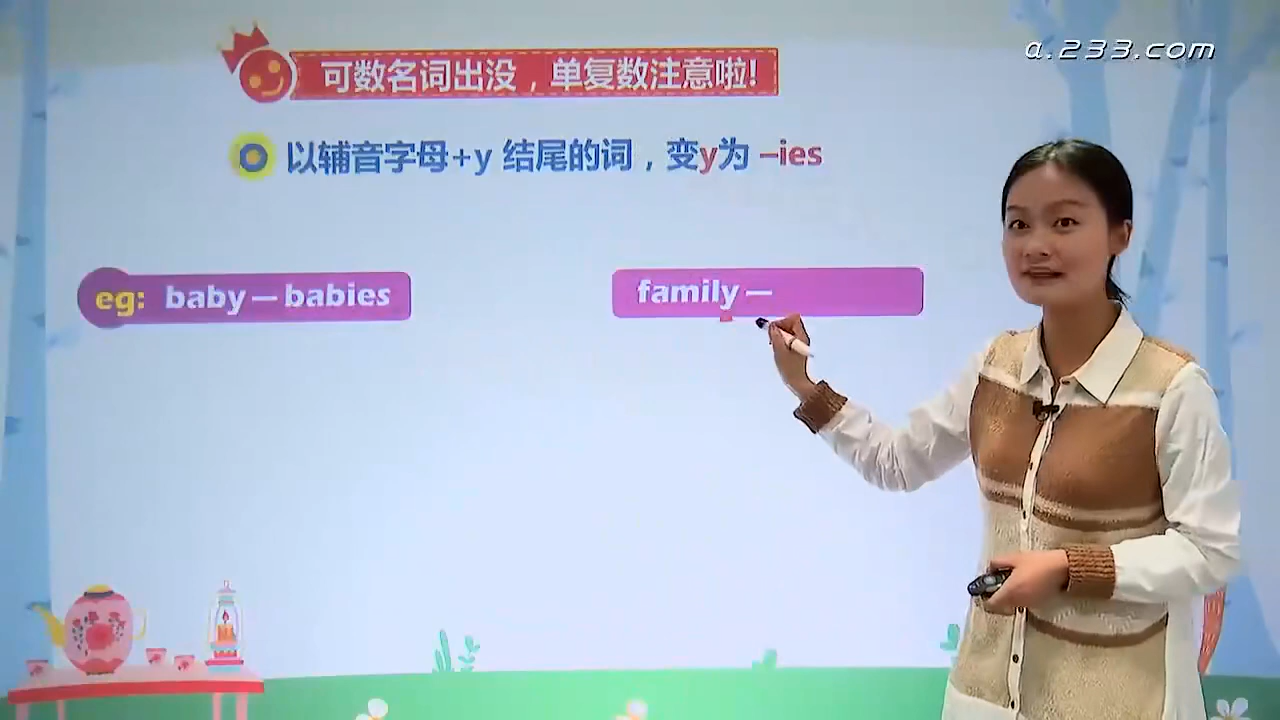 a.233.com
可数名词出没，单复数注意啦!
以辅音字母+y 结尾的词，变y为 –ies
eg: baby — babies
family —